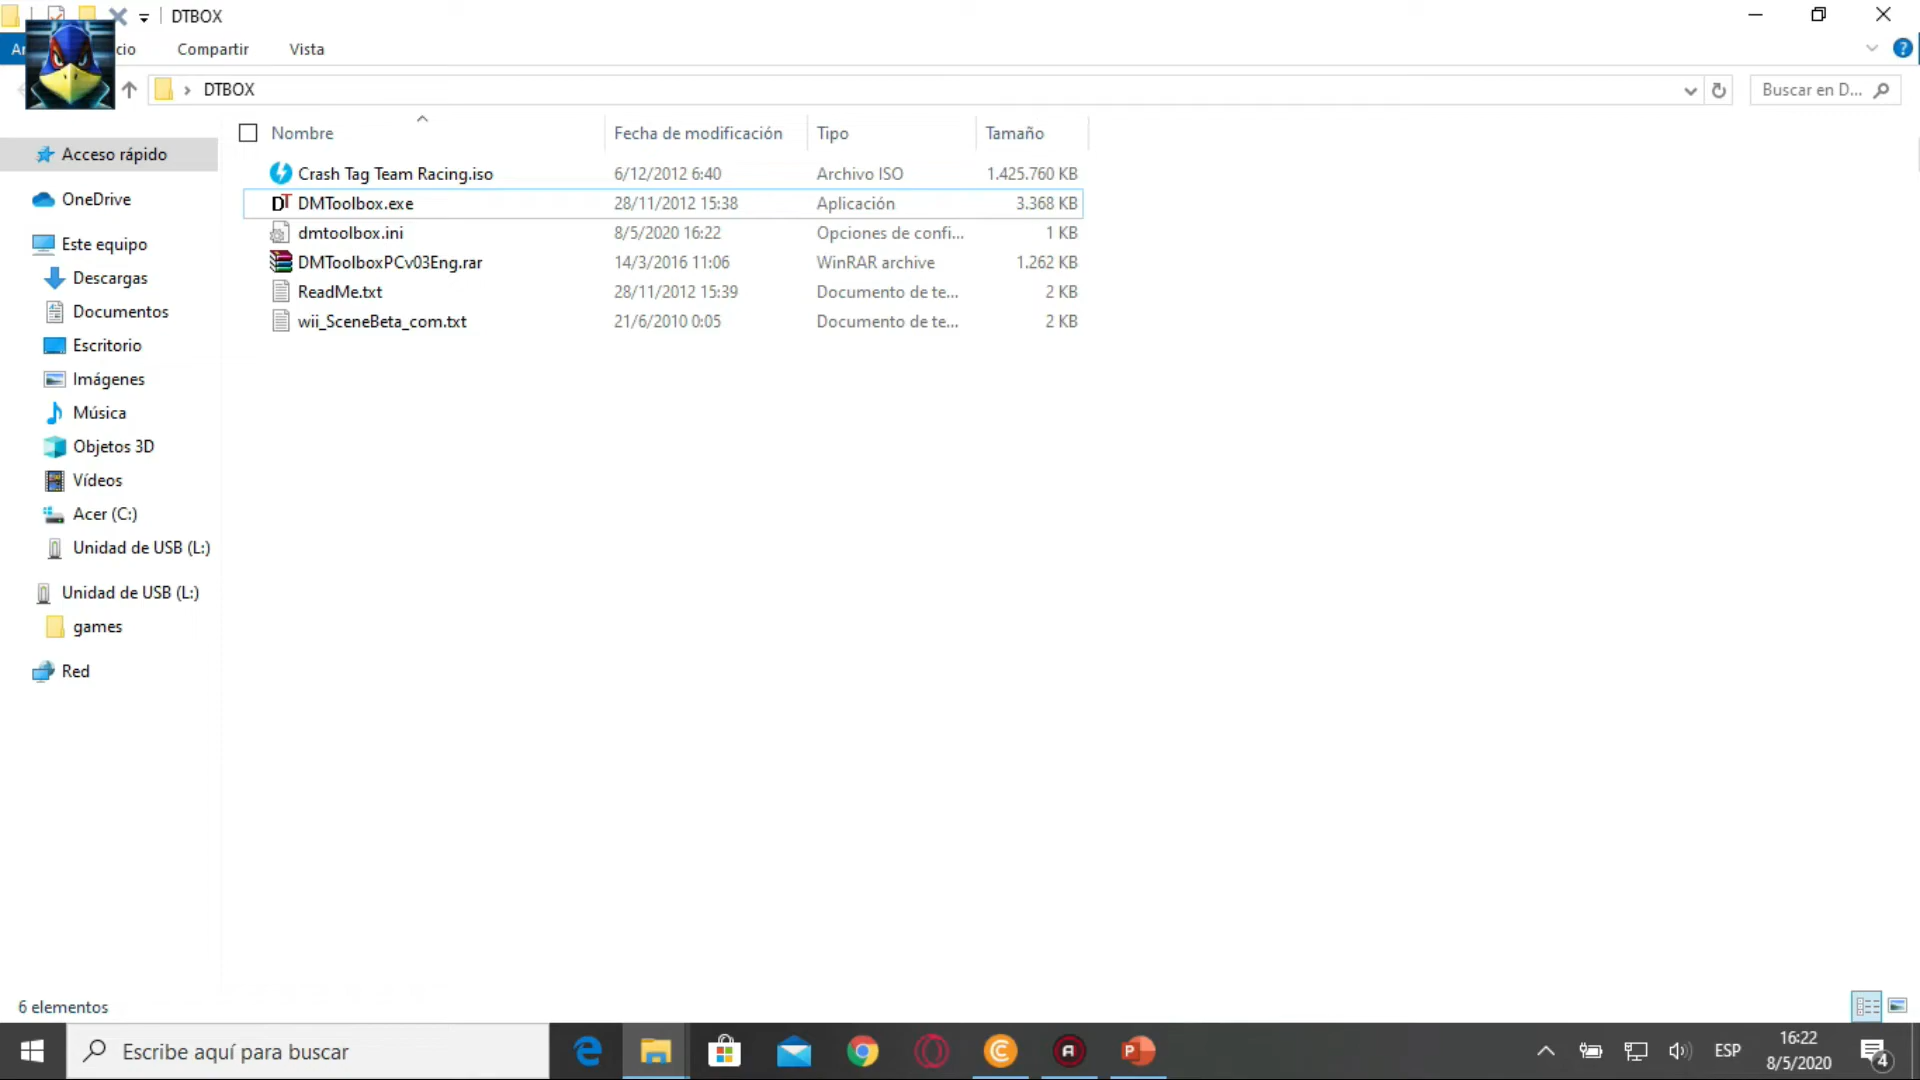 DTBOX
cio Compartir Vista
DTBOX
Buscar en D...
Nombre Fecha de modificación Tipo Tamaño
Crash Tag Team Racing.iso 6/12/2012 6:40 Archivo ISO 1.425.760 KB
DMToolbox.exe 28/11/2012 15:38 Aplicación 3.368 KB
dmtoolbox.ini 8/5/2020 16:22 Opciones de confi... 1 KB
DMToolboxPCv03Eng.rar 14/3/2016 11:06 WinRAR archive 1.262 KB
ReadMe.txt 28/11/2012 15:39 Documento de te... 2 KB
wii_SceneBeta_com.txt 21/6/2010 0:05 Documento de te... 2 KB
Acceso rápido
OneDrive
Este equipo
Descargas
Documentos
Escritorio
Imágenes
Música
Objetos 3D
Vídeos
Acer (C:)
Unidad de USB (L:)
Unidad de USB (L:)
games
Red
6 elementos
Escribe aquí para buscar
ESP
16:22
8/5/2020
4